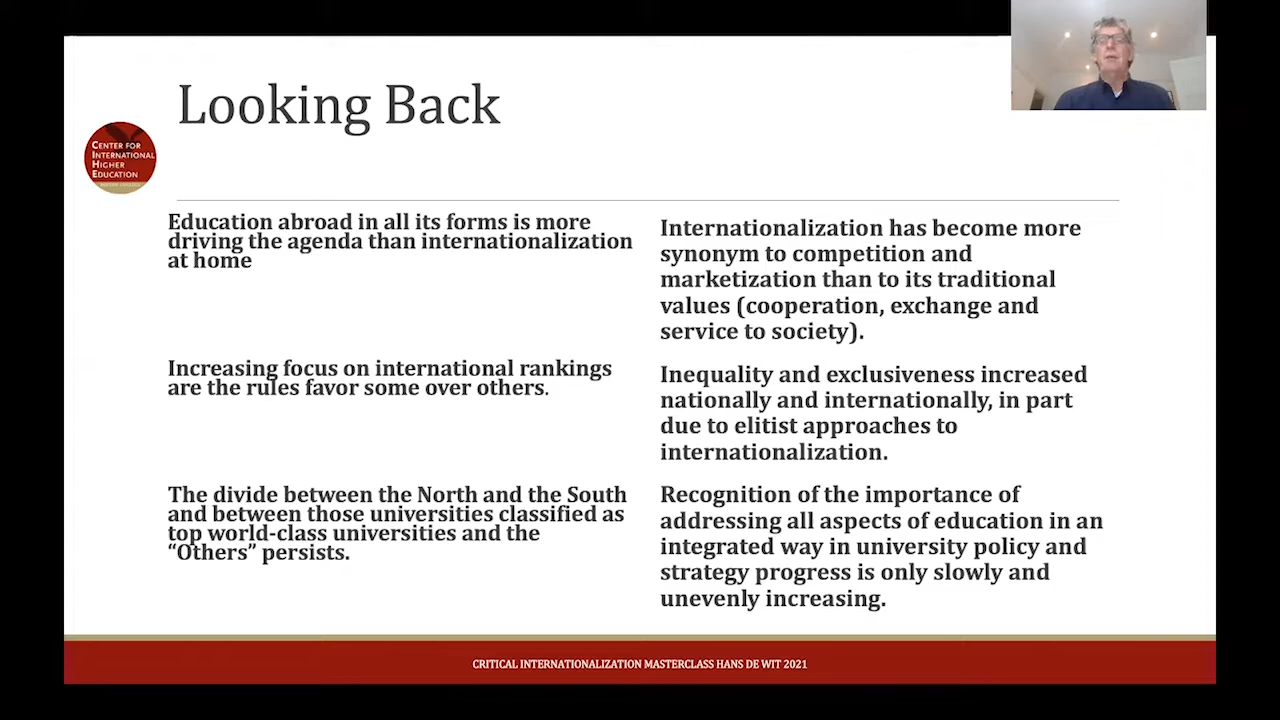 Looking Back
CENTER FOR
INTERNATIONAL
HIGHER
EDUCATION
Education abroad in all its forms is more
driving the agenda than internationalization
at home
Increasing focus on international rankings
are the rules favor some over others.
The divide between the North and the South
and between those universities classified as
top world-class universities and the
“Others” persists.
Internationalization has become more
synonym to competition and
marketization than to its traditional
values (cooperation, exchange and
service to society).
Inequality and exclusiveness increased
nationally and internationally, in part
due to elitist approaches to
internationalization.
Recognition of the importance of
addressing all aspects of education in an
integrated way in university policy and
strategy progress is only slowly and
unevenly increasing.
CRITICAL INTERNATIONALIZATION MASTERCLASS HANS DE WIT 2021